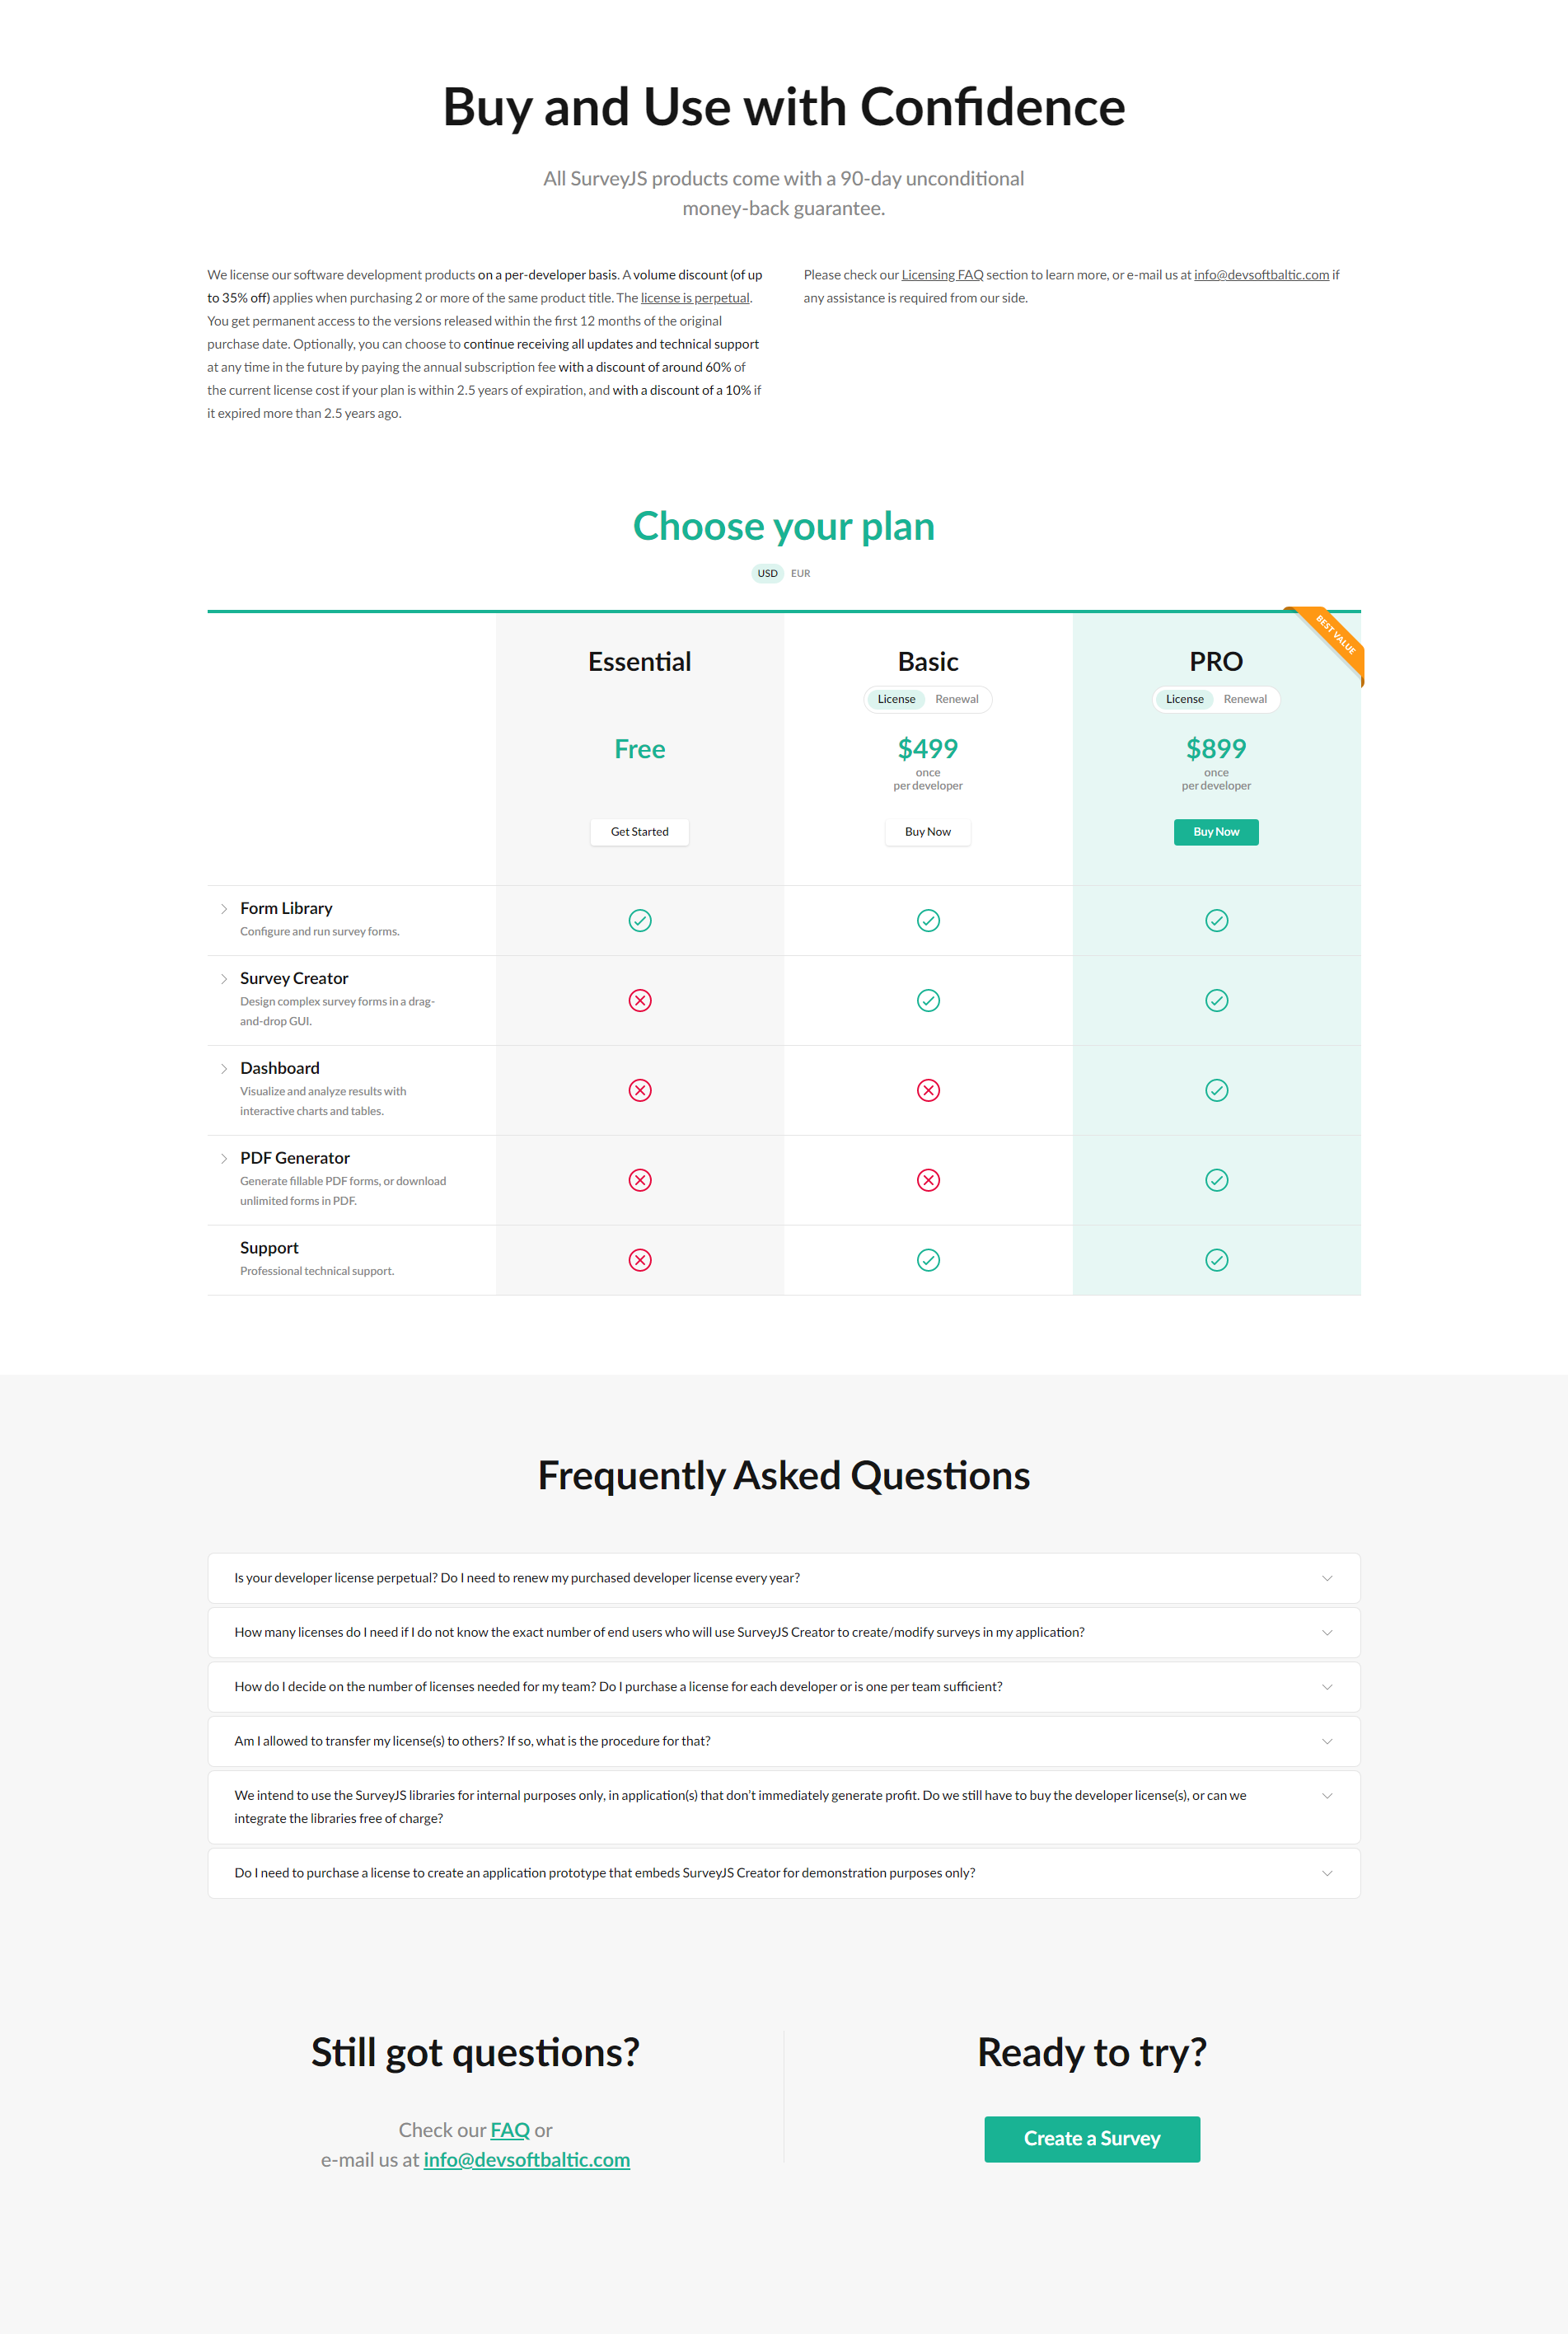 Buy and Use with Confidence
All SurveyJS products come with a 90-day unconditional
money-back guarantee.
We license our software development products on a per-developer basis. A volume discount (of up
to 35% off) applies when purchasing 2 or more of the same product title. The license is perpetual.
You get permanent access to the versions released within the first 12 months of the original
purchase date. Optionally, you can choose to continue receiving all updates and technical support
at any time in the future by paying the annual subscription fee with a discount of around 60% of
the current license cost if your plan is within 2.5 years of expiration, and with a discount of a 10% if
it expired more than 2.5 years ago.
Please check our Licensing FAQ section to learn more, or e-mail us at info@devsoftbaltic.com if
any assistance is required from our side.
Choose your plan
USD EUR
BEST VALUE
Essential
Free
Get Started
Basic
License Renewal
$499
once
per developer
Buy Now
PRO
License Renewal
$899
once
per developer
Buy Now
Form Library
Configure and run survey forms.
Survey Creator
Design complex survey forms in a drag-
and-drop GUI.
Dashboard
Visualize and analyze results with
interactive charts and tables.
PDF Generator
Generate fillable PDF forms, or download
unlimited forms in PDF.
Support
Professional technical support.
Frequently Asked Questions
Is your developer license perpetual? Do I need to renew my purchased developer license every year?
How many licenses do I need if I do not know the exact number of end users who will use SurveyJS Creator to create/modify surveys in my application?
How do I decide on the number of licenses needed for my team? Do I purchase a license for each developer or is one per team sufficient?
Am I allowed to transfer my license(s) to others? If so, what is the procedure for that?
We intend to use the SurveyJS libraries for internal purposes only, in application(s) that don’t immediately generate profit. Do we still have to buy the developer license(s), or can we
integrate the libraries free of charge?
Do I need to purchase a license to create an application prototype that embeds SurveyJS Creator for demonstration purposes only?
Still got questions?
Check our FAQ or
e-mail us at info@devsoftbaltic.com
Ready to try?
Create a Survey